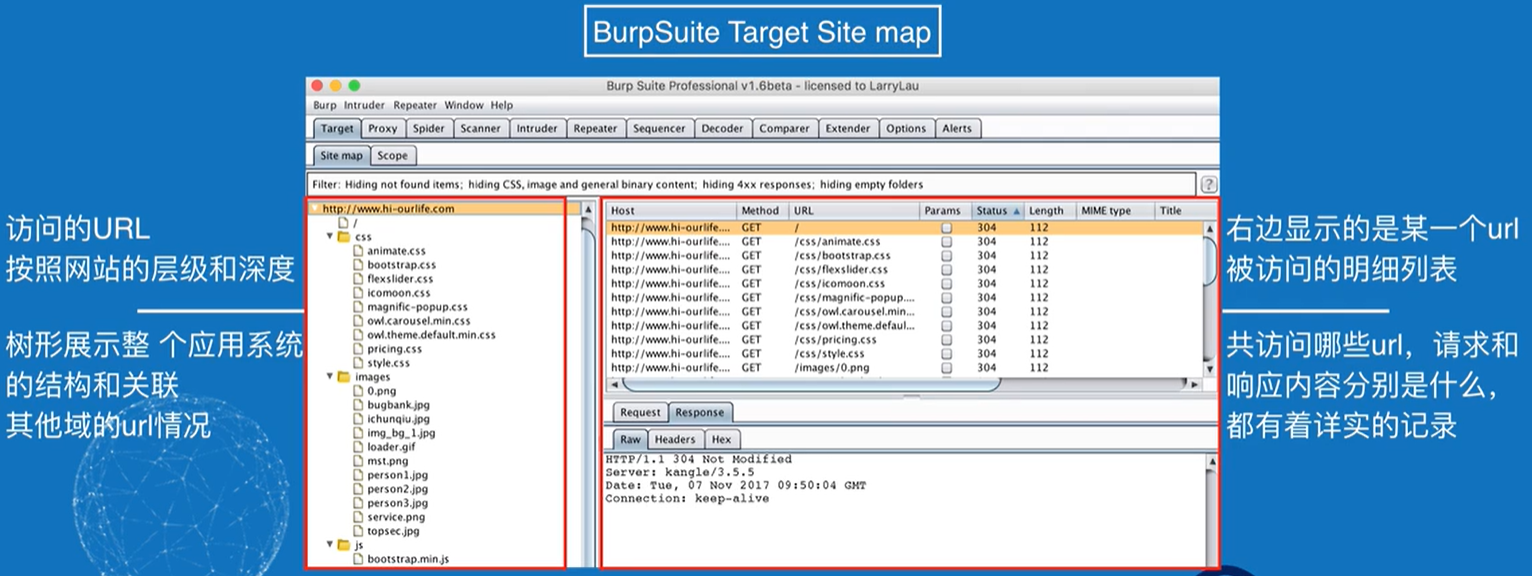 BurpSuite Target Site map
访问的URL
按照网站的层级和深度
树形展示整 个应用系统
的结构和关联
其他域的url情况
Burp Suite Professional v1.6beta - licensed to LarryLau
Burp Intruder Repeater Window Help
Target Proxy Spider Scanner Intruder Repeater Sequencer Decoder Comparer Extender Options Alerts
Site map Scope
Filter: Hiding not found items; hiding CSS, image and general binary content; hiding 4xx responses; hiding empty folders ?
http://www.hi-ourlife.com
/
css
animate.css
bootstrap.css
flexslider.css
icomoon.css
magnific-popup.css
owl.carousel.min.css
owl.theme.default.min.css
pricing.css
style.css
images
0.png
bugbank.jpg
ichunqiu.jpg
img_bg_1.jpg
loader.gif
mst.png
person1.jpg
person2.jpg
person3.jpg
service.png
topsec.jpg
js
bootstrap.min.js
Host Method URL Params Status Length MIME type Title
http://www.hi-ourlife.... GET / 304 112
http://www.hi-ourlife.... GET /css/animate.css 304 112
http://www.hi-ourlife.... GET /css/bootstrap.css 304 112
http://www.hi-ourlife.... GET /css/flexslider.css 304 112
http://www.hi-ourlife.... GET /css/icomoon.css 304 112
http://www.hi-ourlife.... GET /css/magnific-popup.... 304 112
http://www.hi-ourlife.... GET /css/owl.carousel.min... 304 112
http://www.hi-ourlife.... GET /css/owl.theme.defaul... 304 112
http://www.hi-ourlife.... GET /css/pricing.css 304 112
http://www.hi-ourlife.... GET /css/style.css 304 112
http://www.hi-ourlife.... GET /images/0.png 304 112
Request Response
Raw Headers Hex
HTTP/1.1 304 Not Modified
Server: kangle/3.5.5
Date: Tue, 07 Nov 2017 09:50:04 GMT
Connection: keep-alive
右边显示的是某一个url
被访问的明细列表
共访问哪些url，请求和
响应内容分别是什么，
都有着详实的记录